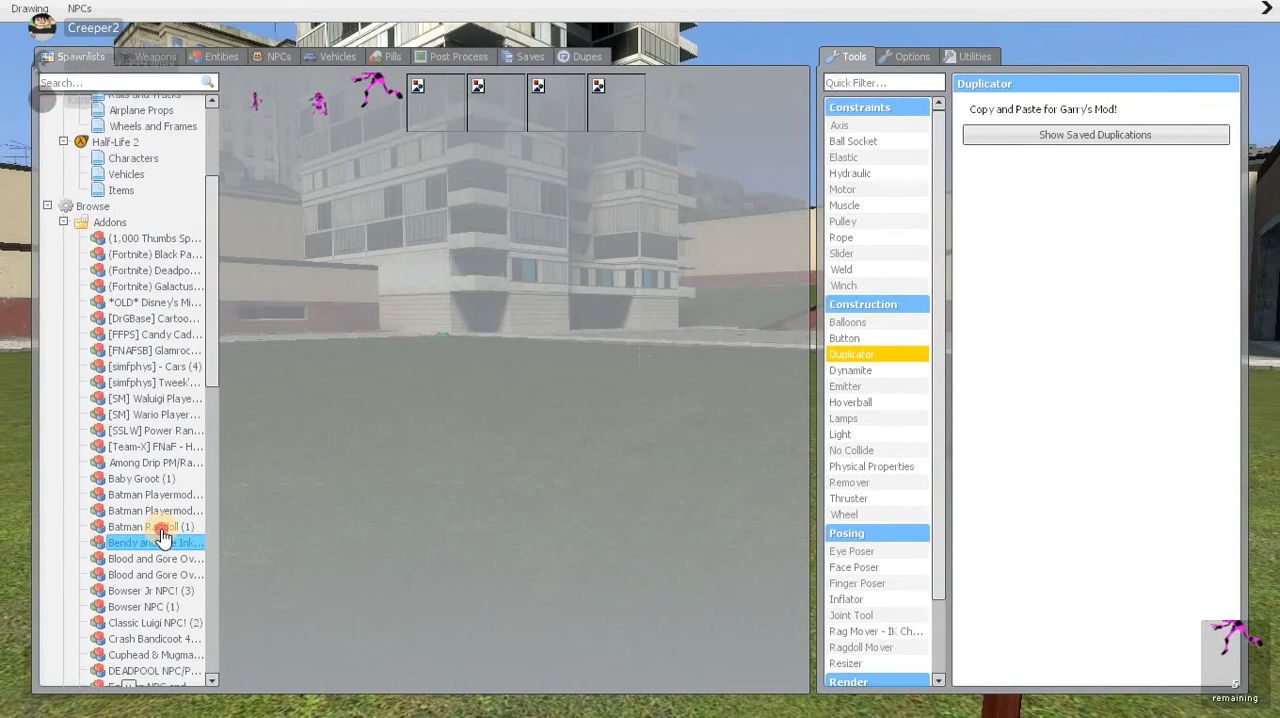 Drawing NPCs
Creeper2
Spawnlists Weapons Entities NPCs Vehicles Pills Post Process Saves Dupes
Search...
Airplane Props
Wheels and Frames
Half-Life 2
Characters
Vehicles
Items
Browse
Addons
(1,000 Thumbs Sp...
(Fortnite) Black Pa...
(Fortnite) Deadpo...
(Fortnite) Galactus...
*OLD* Disney's Mi...
[DrGBase] Cartoo...
[FFPS] Candy Cad...
[FNAFSB] Glamroc...
[simfphys] - Cars (4)
[simfphys] Tweek'...
[SM] Waluigi Playe...
[SM] Wario Player...
[SSLW] Power Ran...
[Team-X] FNaF - H...
Among Drip PM/Ra...
Baby Groot (1)
Batman Playermod...
Batman Playermod...
Batman Ragdoll (1)
Bendy and the Ink...
Blood and Gore Ov...
Blood and Gore Ov...
Bowser Jr NPC! (3)
Bowser NPC (1)
Classic Luigi NPC! (2)
Crash Bandicoot 4...
Cuphead & Mugma...
DEADPOOL NPC/P...
Tools Options Utilities
Quick Filter...
Constraints
Axis
Ball Socket
Elastic
Hydraulic
Motor
Muscle
Pulley
Rope
Slider
Weld
Winch
Construction
Balloons
Button
Duplicator
Dynamite
Emitter
Hoverball
Lamps
Light
No Collide
Physical Properties
Remover
Thruster
Wheel
Posing
Eye Poser
Face Poser
Finger Poser
Inflator
Joint Tool
Rag Mover - IK Ch...
Ragdoll Mover
Resizer
Render
Duplicator
Copy and Paste for Garry's Mod!
Show Saved Duplications
5
remaining